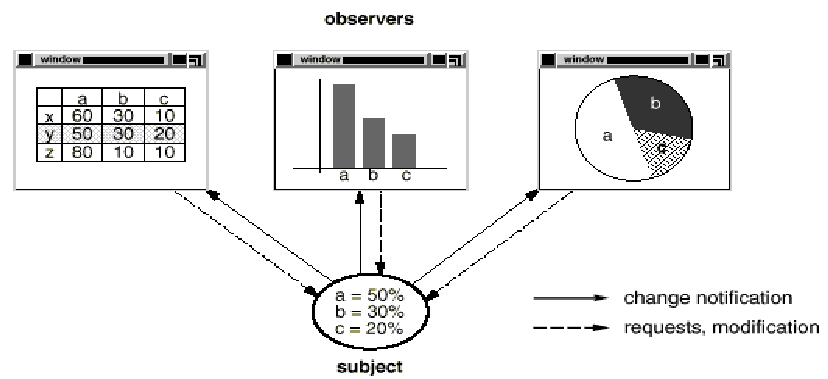 observers
window
window
window
a b c
x 60 30 10
y 50 30 20
z 80 10 10
a b c
a
b
c
a = 50%
b = 30%
c = 20%
subject
change notification
requests, modification